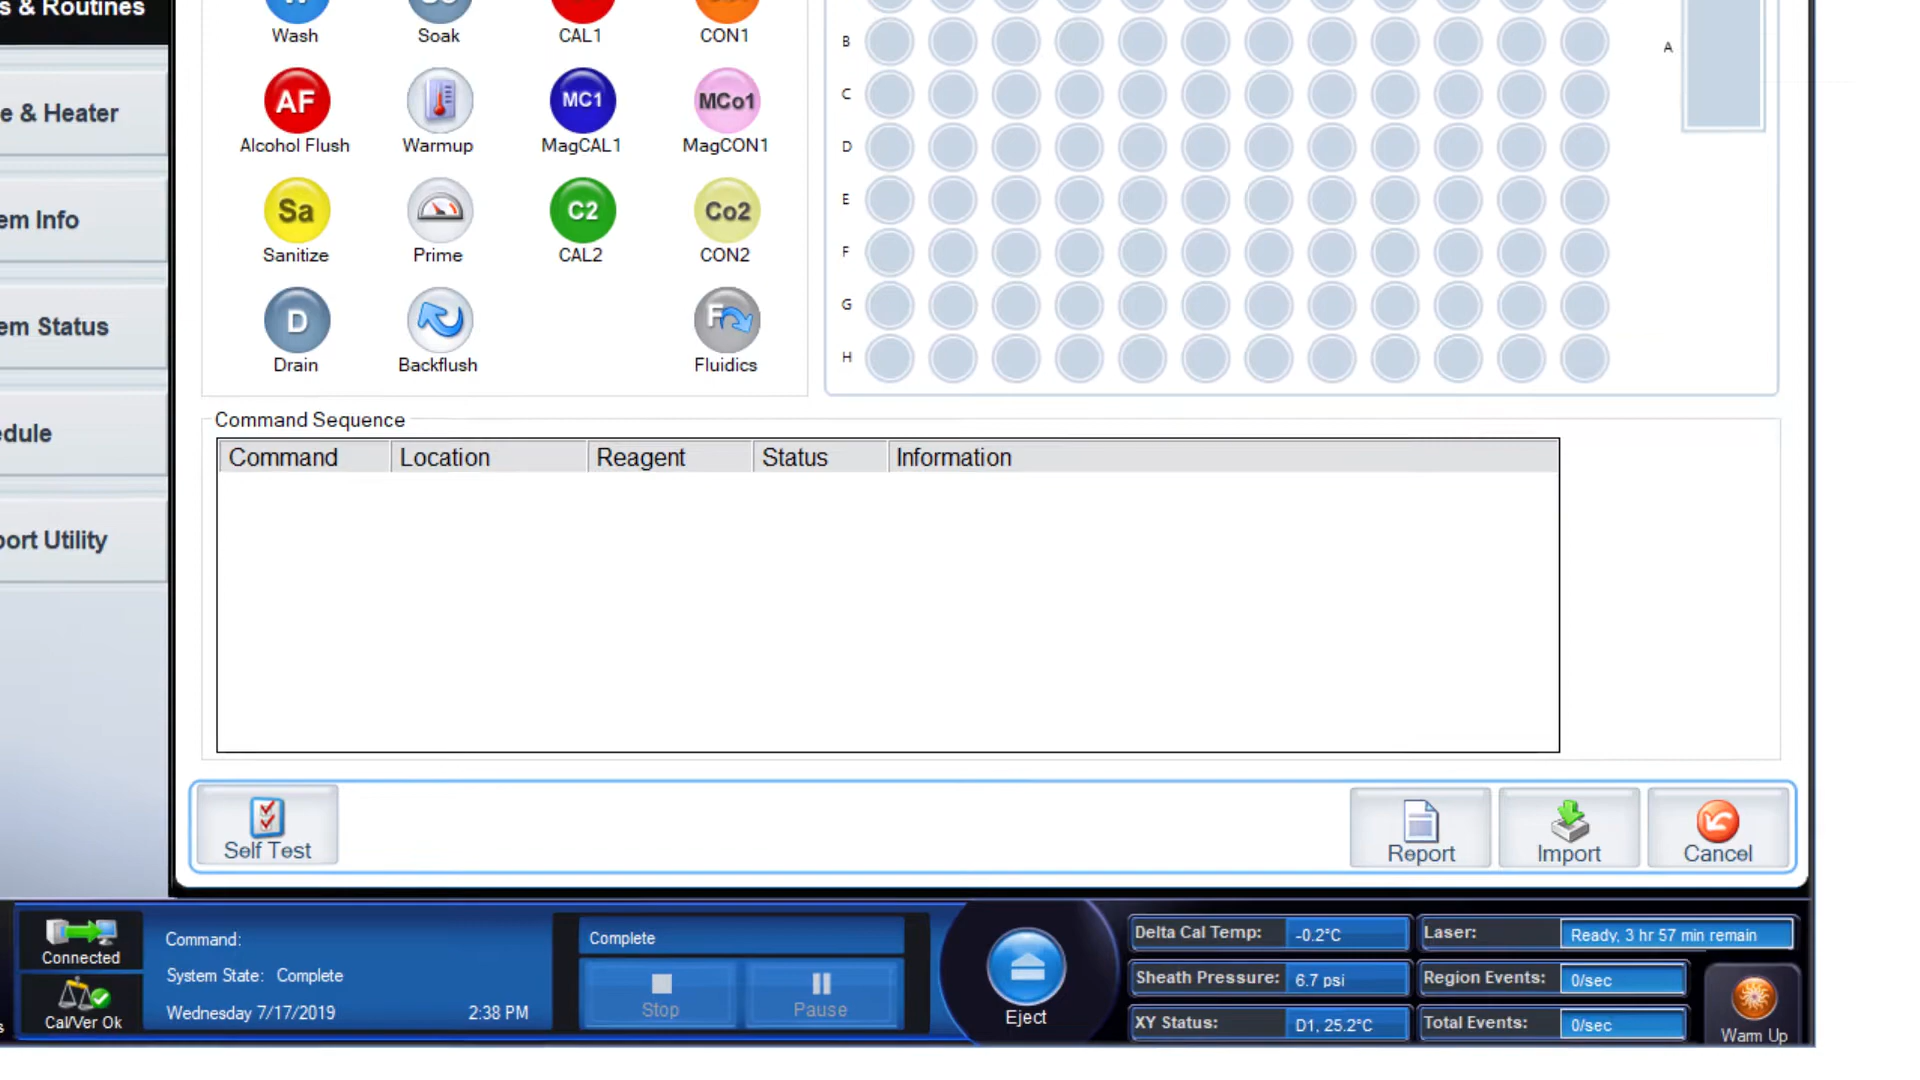 s & Routines
e & Heater
em Info
em Status
edule
port Utility
Wash
Soak
CAL1
CON1
AF
Alcohol Flush
Warmup
MC1
MagCAL1
MCo1
MagCON1
Sa
Sanitize
Prime
C2
CAL2
Co2
CON2
D
Drain
Backflush
F
Fluidics
B
C
D
E
F
G
H
A
Command Sequence
Command Location Reagent Status Information
Self Test
Report
Import
Cancel
Connected
Cal/Ver Ok
s
Command:
System State: Complete
Wednesday 7/17/2019 2:38 PM
Complete
Stop
Pause
Eject
Delta Cal Temp: -0.2°C
Sheath Pressure: 6.7 psi
XY Status: D1, 25.2°C
Laser: Ready, 3 hr 57 min remain
Region Events: 0/sec
Total Events: 0/sec
Warm Up